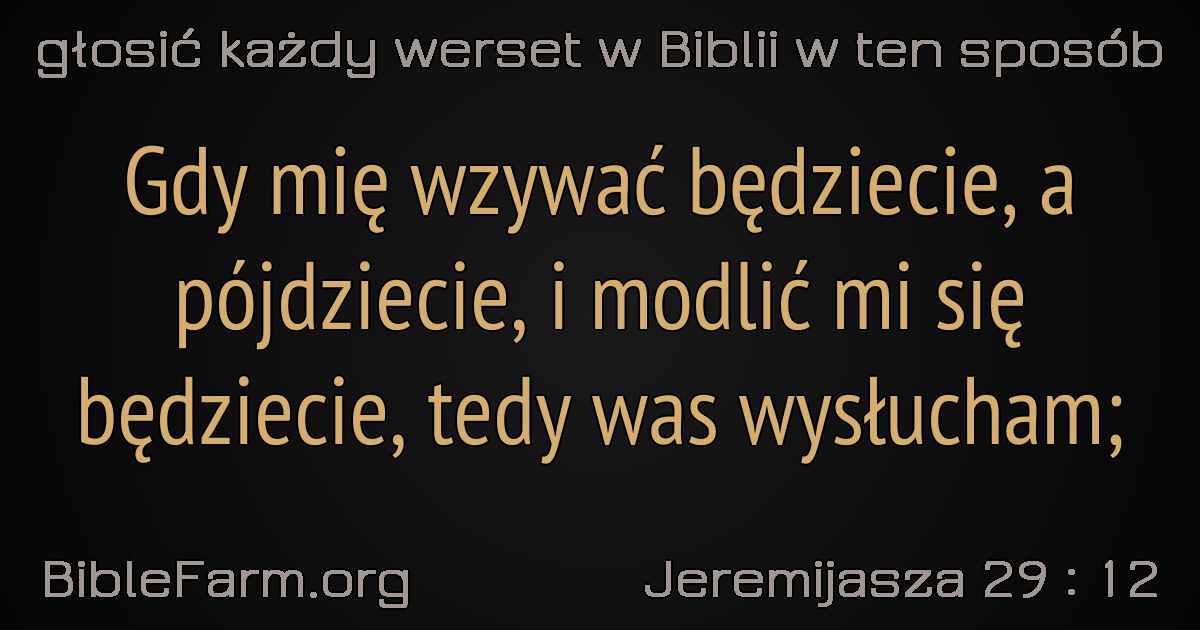 głosić każdy werset w Biblii w ten sposób
Gdy mię wzywać będziecie, a
pójdziecie, i modlić mi się
będziecie, tedy was wysłucham;
BibleFarm.org
Jeremijasza 29 : 12